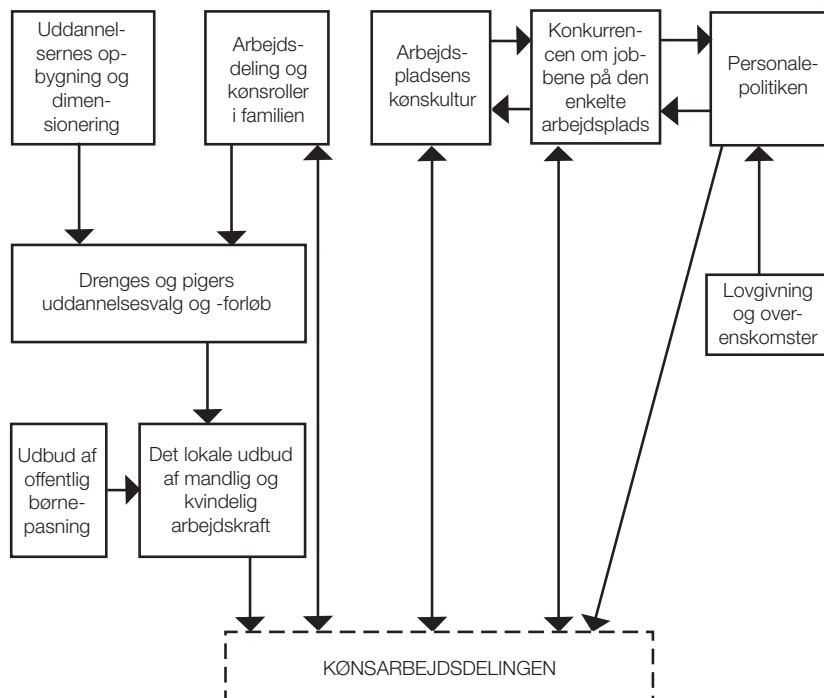 Uddannel-
sernes op-
bygning og
dimen-
sionering
Arbejds-
deling og
kønsroller
i familien
Arbejds-
pladsens
kønskultur
Konkurren-
cen om job-
bene på den
enkelte
arbejdsplads
Personale-
politiken
Drenges og pigers
uddannelsesvalg og -forløb
Lovgivning
og over-
enskomster
Udbud af
offentlig
børne-
pasning
Det lokale udbud
af mandlig og
kvindelig
arbejdskraft
KØNSARBEJDSDELINGEN